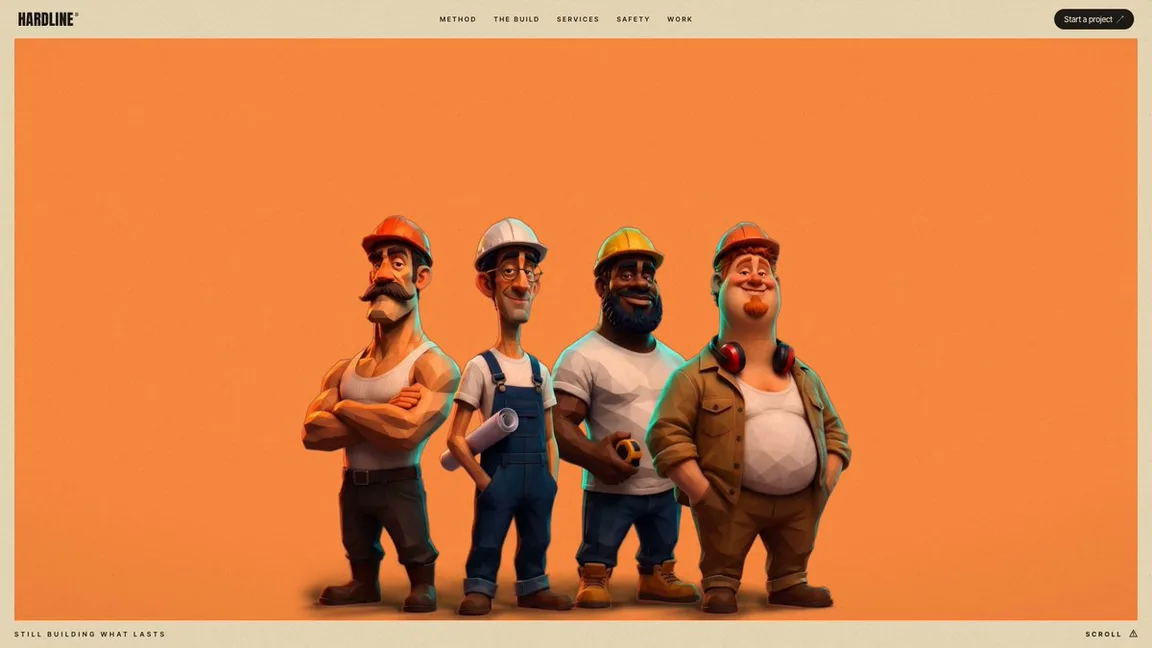 HARDLINE®
METHOD THE BUILD SERVICES SAFETY WORK
Start a project
STILL BUILDING WHAT LASTS
SCROLL